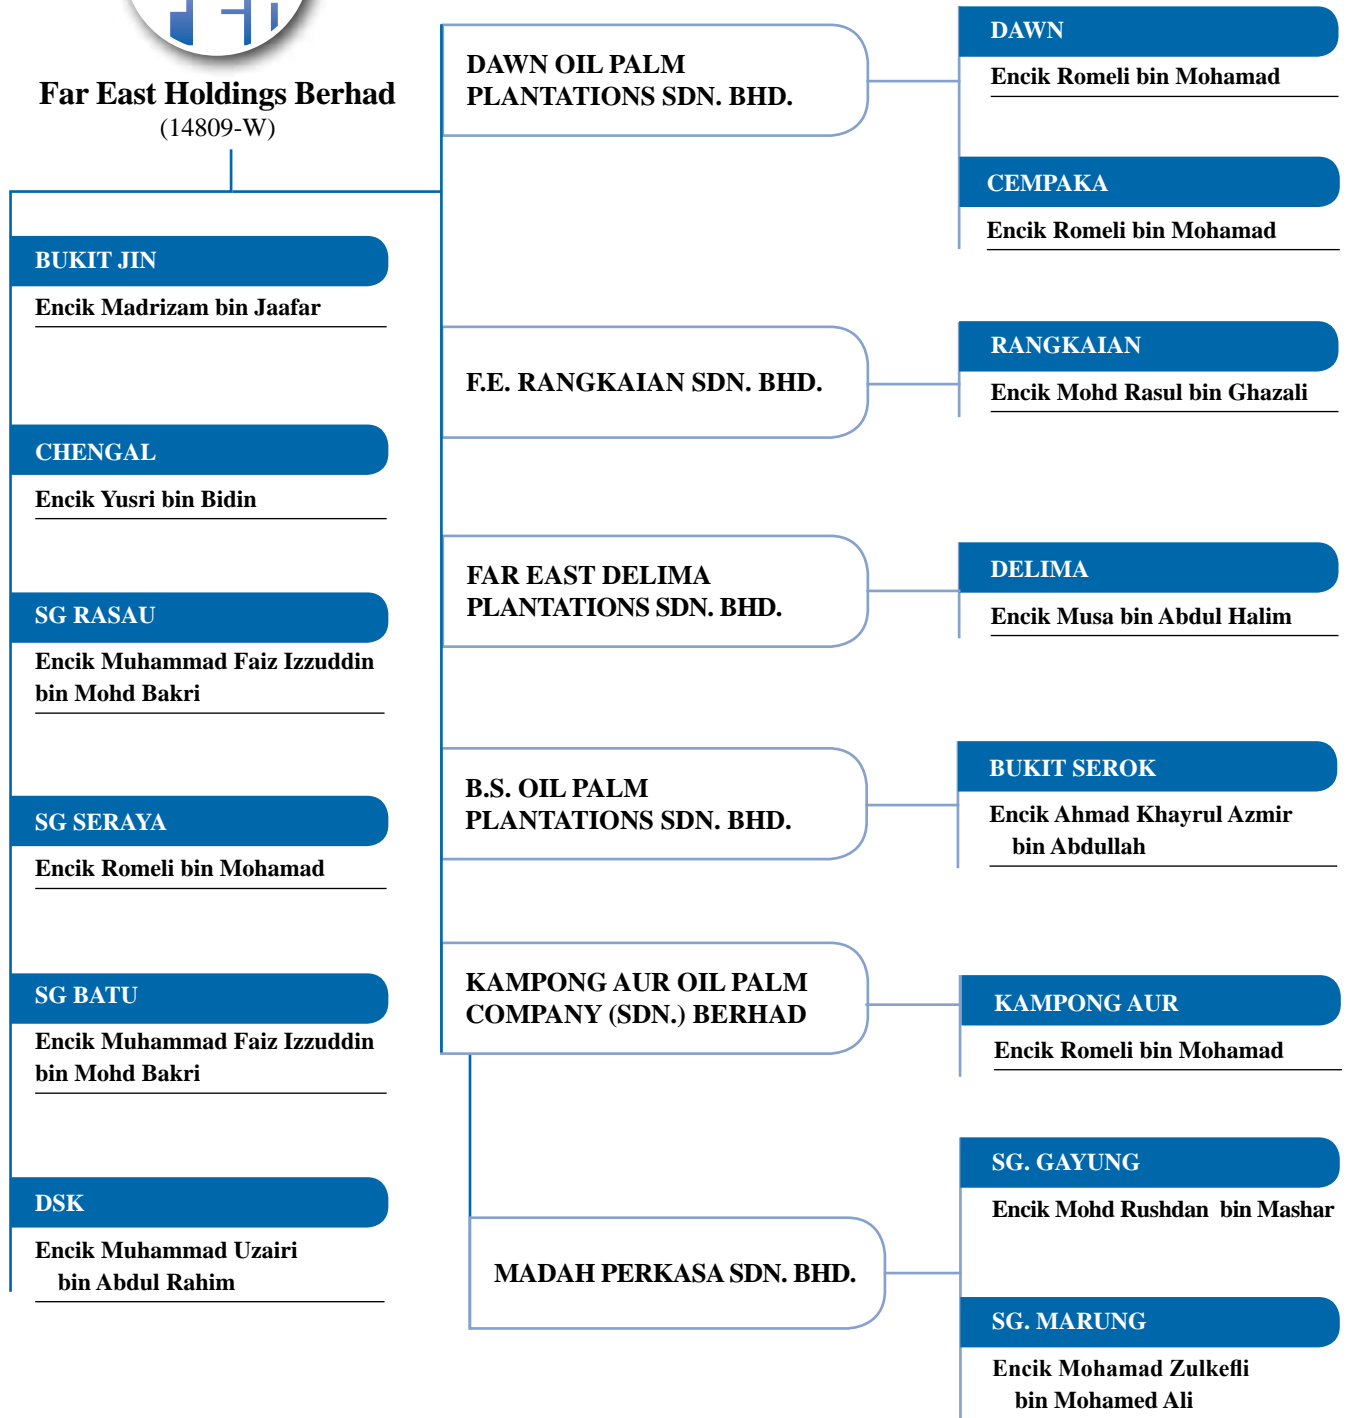 Far East Holdings Berhad
(14809-W)
BUKIT JIN
Encik Madrizam bin Jaafar
CHENGAL
Encik Yusri bin Bidin
SG RASAU
Encik Muhammad Faiz Izzuddin
bin Mohd Bakri
SG SERAYA
Encik Romeli bin Mohamad
SG BATU
Encik Muhammad Faiz Izzuddin
bin Mohd Bakri
DSK
Encik Muhammad Uzairi
bin Abdul Rahim
DAWN OIL PALM
PLANTATIONS SDN. BHD.
DAWN
Encik Romeli bin Mohamad
CEMPAKA
Encik Romeli bin Mohamad
F.E. RANGKAIAN SDN. BHD.
RANGKAIAN
Encik Mohd Rasul bin Ghazali
FAR EAST DELIMA
PLANTATIONS SDN. BHD.
DELIMA
Encik Musa bin Abdul Halim
B.S. OIL PALM
PLANTATIONS SDN. BHD.
BUKIT SEROK
Encik Ahmad Khayrul Azmir
bin Abdullah
KAMPONG AUR OIL PALM
COMPANY (SDN.) BERHAD
KAMPONG AUR
Encik Romeli bin Mohamad
MADAH PERKASA SDN. BHD.
SG. GAYUNG
Encik Mohd Rushdan  bin Mashar
SG. MARUNG
Encik Mohamad Zulkefli
bin Mohamed Ali